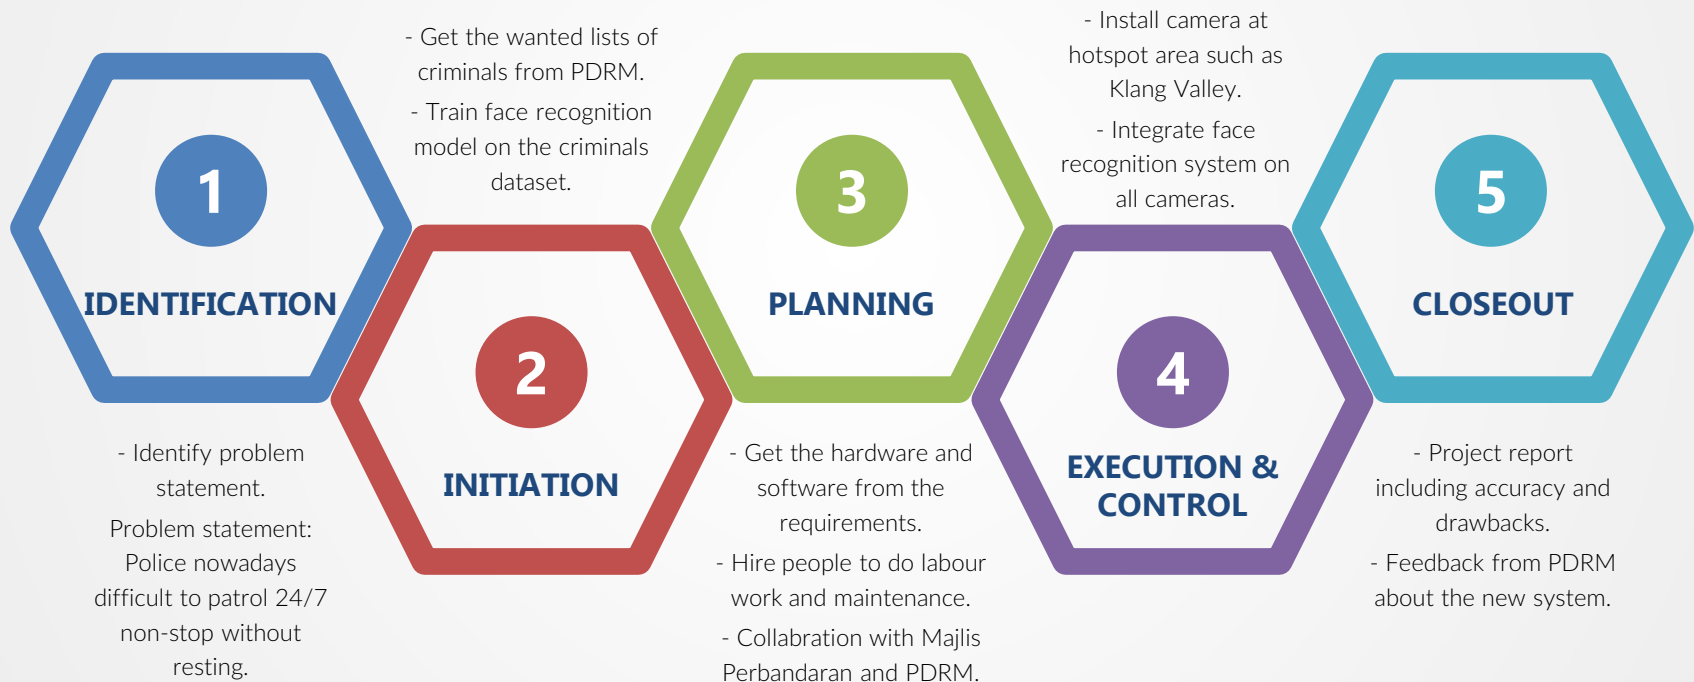 1
IDENTIFICATION
- Identify problem
statement.
Problem statement:
Police nowadays
difficult to patrol 24/7
non-stop without
resting.
- Get the wanted lists of
criminals from PDRM.
- Train face recognition
model on the criminals
dataset.
2
INITIATION
3
PLANNING
- Get the hardware and
software from the
requirements.
- Hire people to do labour
work and maintenance.
- Collabration with Majlis
Perbandaran and PDRM.
- Install camera at
hotspot area such as
Klang Valley.
- Integrate face
recognition system on
all cameras.
4
EXECUTION &
CONTROL
5
CLOSEOUT
- Project report
including accuracy and
drawbacks.
- Feedback from PDRM
about the new system.